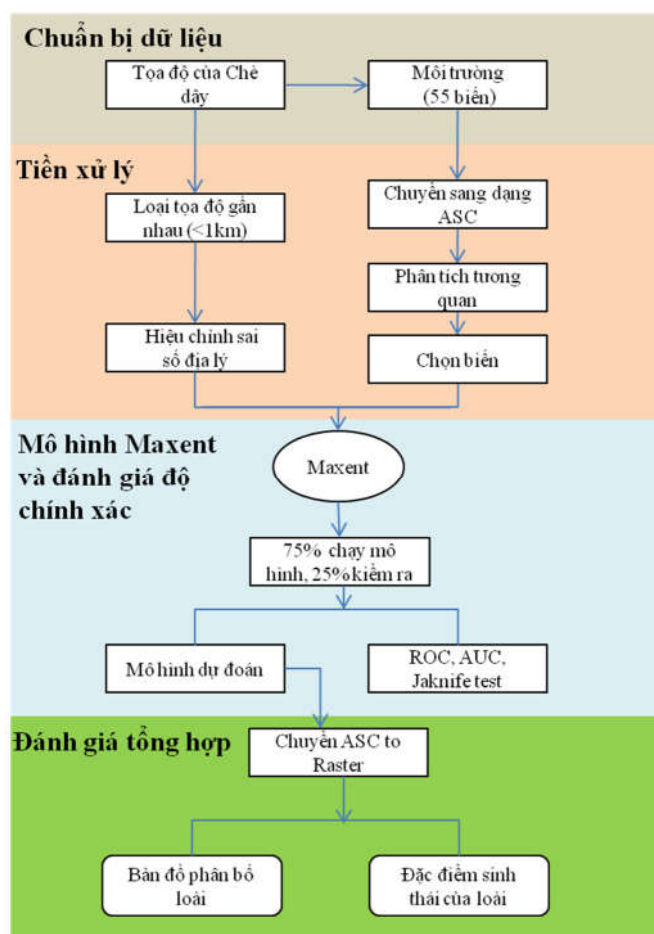 Chuẩn bị dữ liệu
Tọa độ của Chè
dây
Môi trường
(55 biến)
Tiền xử lý
Loại tọa độ gần
nhau (<1km)
Chuyển sang dạng
ASC
Phân tích tương
quan
Hiệu chỉnh sai
số địa lý
Chọn biến
Mô hình Maxent
và đánh giá độ
chính xác
Maxent
75% chạy mô
hình, 25% kiểm ra
Mô hình dự đoán
ROC, AUC,
Jaknife test
Đánh giá tổng hợp
Chuyển ASC to
Raster
Bản đồ phân bố
loài
Đặc điểm sinh
thái của loài